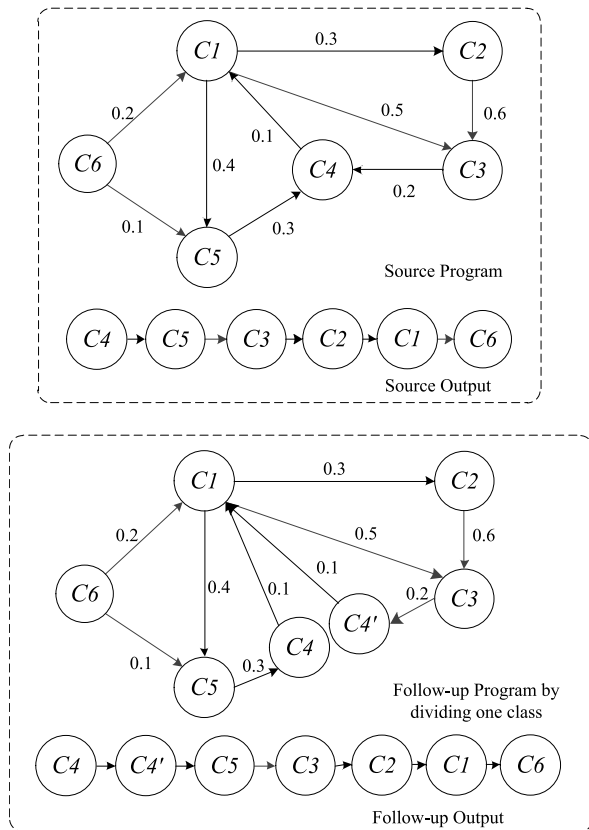 C1
0.3
C2
0.2
0.5
0.6
0.1
C6
0.4
C4
0.2
C3
0.1
0.3
C5
Source Program
C4 C5 C3 C2 C1 C6
Source Output
C1
0.3
C2
0.2
0.5
0.6
0.1
C6
0.4
0.1
0.2
C3
C4'
C4
0.1
0.3
C5
Follow-up Program by
dividing one class
C4 C4' C5 C3 C2 C1 C6
Follow-up Output